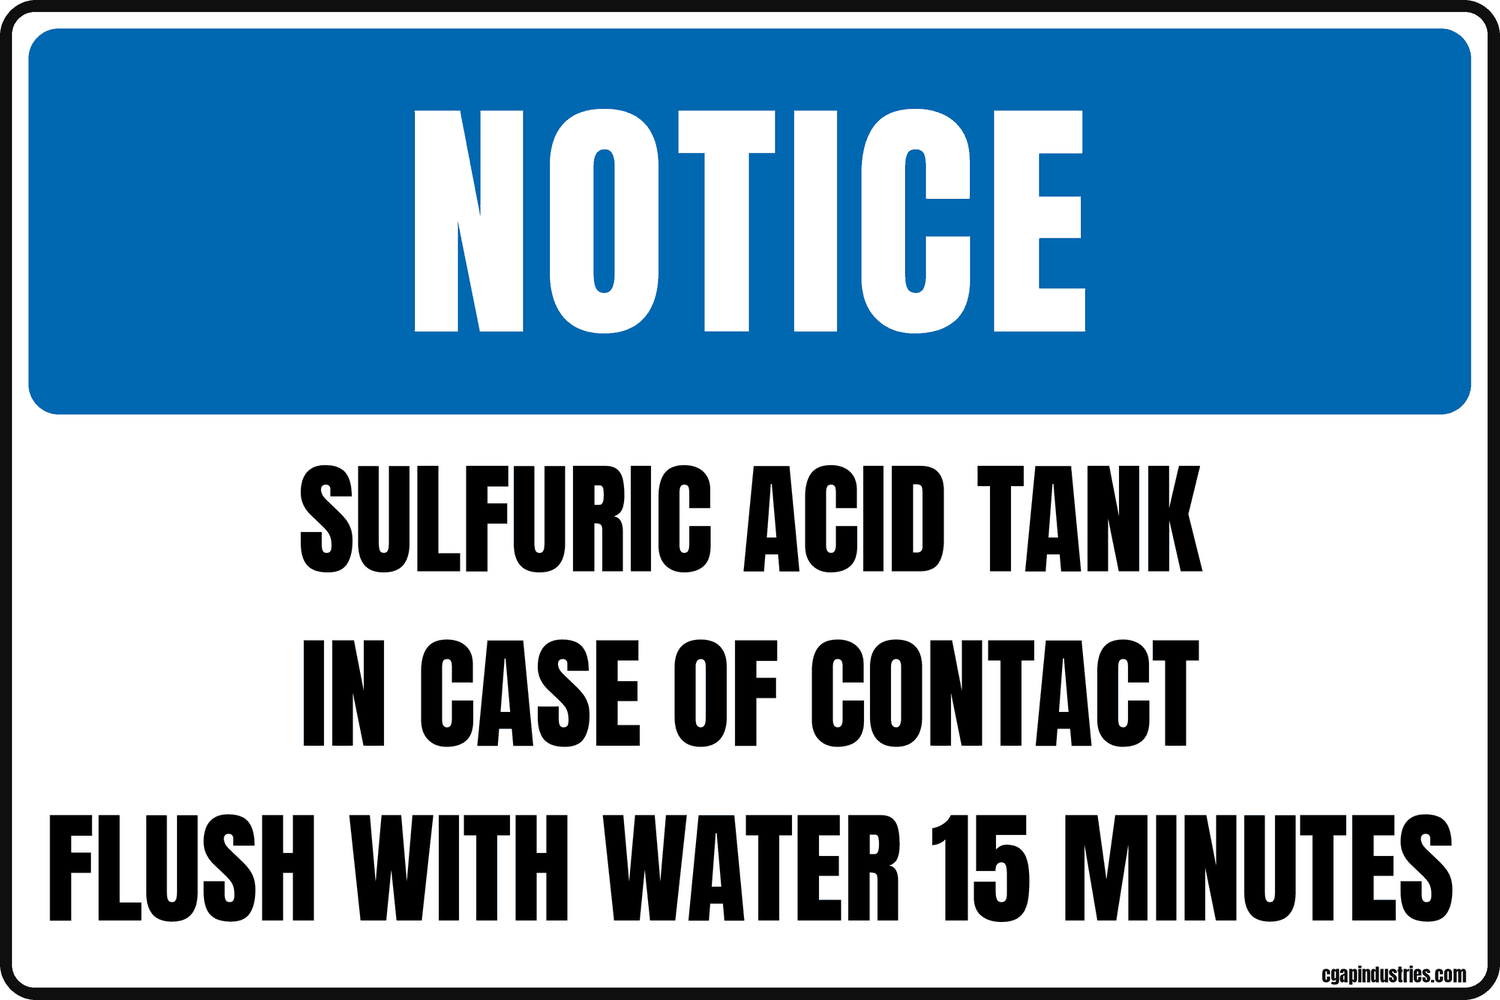 NOTICE
SULFURIC ACID TANK
IN CASE OF CONTACT
FLUSH WITH WATER 15 MINUTES
cgapindustries.com